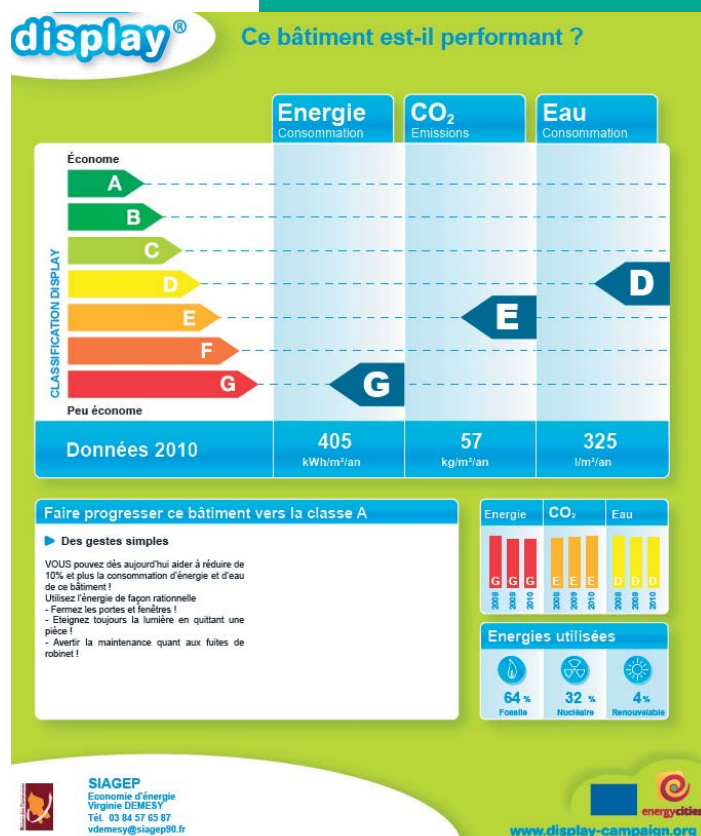 display®
Ce bâtiment est-il performant ?
Energie
Consommation
CO₂
Emissions
Eau
Consommation
Économe
A
B
C
D
E
F
G
CLASSIFICATION DISPLAY
D
E
G
Peu économe
Données 2010
405
kWh/m²/an
57
kg/m²/an
325
l/m²/an
Faire progresser ce bâtiment vers la classe A
Des gestes simples
VOUS pouvez dès aujourd'hui aider à réduire de
10% et plus la consommation d'énergie et d'eau
de ce bâtiment !
Utilisez l'énergie de façon rationnelle
- Fermez les portes et fenêtres !
- Eteignez toujours la lumière en quittant une
pièce !
- Avertir la maintenance quant aux fuites de
robinet !
Energie
CO₂
Eau
G G G
E E E
D D D
2008 2009 2010
2008 2009 2010
2008 2009 2010
Energies utilisées
64 %
Fossile
32 %
Nucléaire
4%
Renouvelable
SIAGEP
Economie d'énergie
Virginie DEMESY
Tél. 03 84 57 65 87
vdemesy@siagep90.fr
energycities
www.display-campaign.org